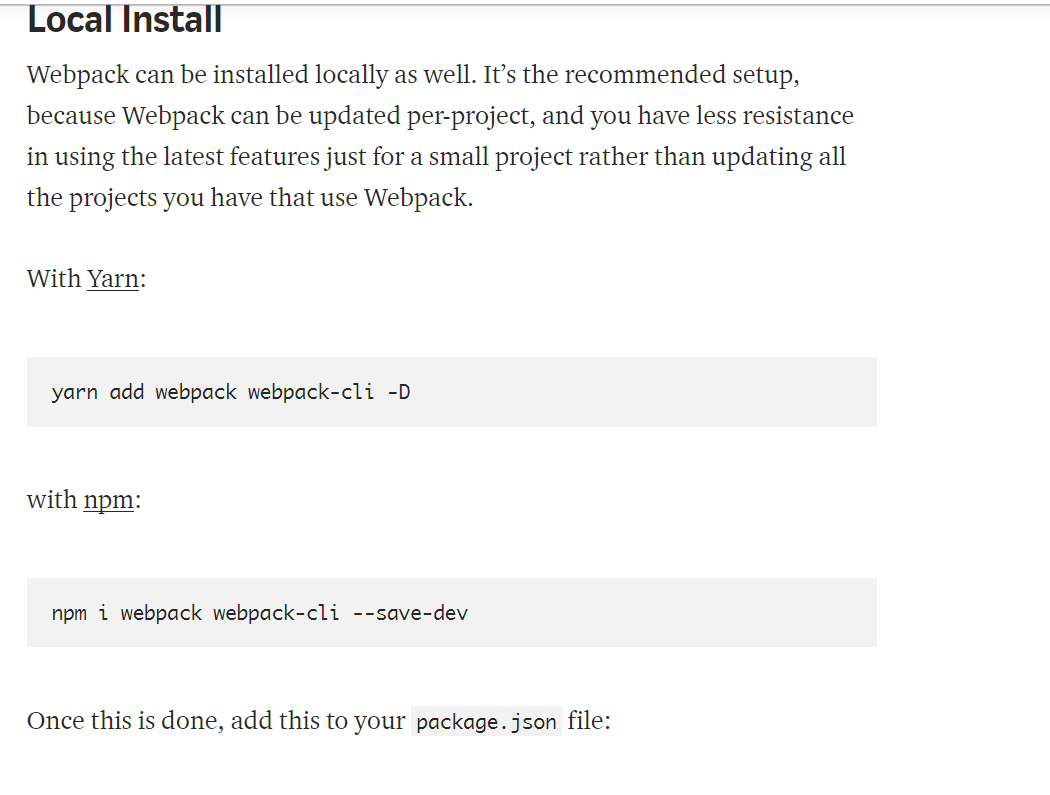 Local Install
Webpack can be installed locally as well. It’s the recommended setup,
because Webpack can be updated per-project, and you have less resistance
in using the latest features just for a small project rather than updating all
the projects you have that use Webpack.
With Yarn:
yarn add webpack webpack-cli -D
with npm:
npm i webpack webpack-cli --save-dev
Once this is done, add this to your package.json file: